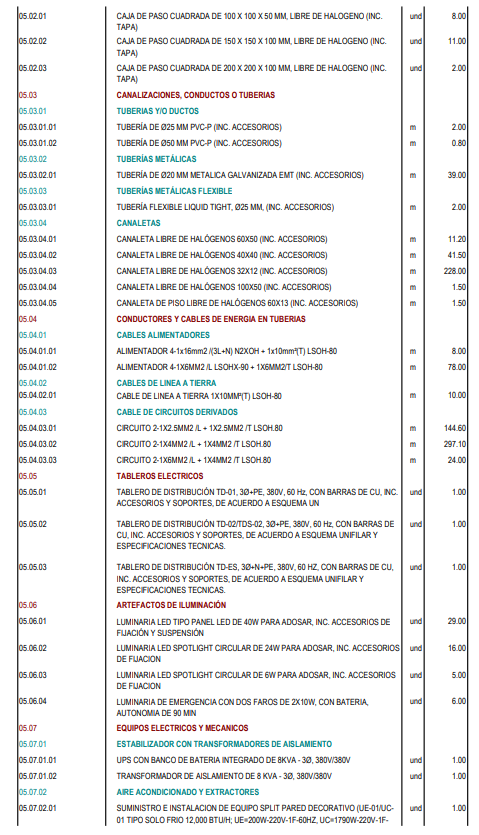 05.02.01 CAJA DE PASO CUADRADA DE 100 X 100 X 50 MM, LIBRE DE HALOGENO (INC. und 8.00
TAPA)
05.02.02 CAJA DE PASO CUADRADA DE 150 X 150 X 100 MM, LIBRE DE HALOGENO (INC. und 11.00
TAPA)
05.02.03 CAJA DE PASO CUADRADA DE 200 X 200 X 100 MM, LIBRE DE HALOGENO (INC. und 2.00
TAPA)
05.03 CANALIZACIONES, CONDUCTOS O TUBERIAS
05.03.01 TUBERIAS Y/O DUCTOS
05.03.01.01 TUBERÍA DE Ø25 MM PVC-P (INC. ACCESORIOS) m 2.00
05.03.01.02 TUBERÍA DE Ø50 MM PVC-P (INC. ACCESORIOS) m 0.80
05.03.02 TUBERÍAS METÁLICAS
05.03.02.01 TUBERÍA DE Ø20 MM METALICA GALVANIZADA EMT (INC. ACCESORIOS) m 39.00
05.03.03 TUBERÍAS METÁLICAS FLEXIBLE
05.03.03.01 TUBERÍA FLEXIBLE LIQUID TIGHT, Ø25 MM, (INC. ACCESORIOS) m 2.00
05.03.04 CANALETAS
05.03.04.01 CANALETA LIBRE DE HALÓGENOS 60X50 (INC. ACCESORIOS) m 11.20
05.03.04.02 CANALETA LIBRE DE HALÓGENOS 40X40 (INC. ACCESORIOS) m 41.50
05.03.04.03 CANALETA LIBRE DE HALÓGENOS 32X12 (INC. ACCESORIOS) m 228.00
05.03.04.04 CANALETA LIBRE DE HALÓGENOS 100X50 (INC. ACCESORIOS) m 1.50
05.03.04.05 CANALETA DE PISO LIBRE DE HALÓGENOS 60X13 (INC. ACCESORIOS) m 1.50
05.04 CONDUCTORES Y CABLES DE ENERGIA EN TUBERIAS
05.04.01 CABLES ALIMENTADORES
05.04.01.01 ALIMENTADOR 4-1x16mm2 /(3L+N) N2XOH + 1x10mm²(T) LSOH-80 m 8.00
05.04.01.02 ALIMENTADOR 4-1X6MM2 /L LSOHX-90 + 1X6MM2/T LSOH-80 m 78.00
05.04.02 CABLES DE LINEA A TIERRA
05.04.02.01 CABLE DE LINEA A TIERRA 1X10MM²(T) LSOH-80 m 10.00
05.04.03 CABLE DE CIRCUITOS DERIVADOS
05.04.03.01 CIRCUITO 2-1X2.5MM2 /L + 1X2.5MM2 /T LSOH.80 m 144.60
05.04.03.02 CIRCUITO 2-1X4MM2 /L + 1X4MM2 /T LSOH.80 m 297.10
05.04.03.03 CIRCUITO 2-1X6MM2 /L + 1X4MM2 /T LSOH.80 m 24.00
05.05 TABLEROS ELECTRICOS
05.05.01 TABLERO DE DISTRIBUCIÓN TD-01, 3Ø+PE, 380V, 60 Hz, CON BARRAS DE CU, INC. und 1.00
ACCESORIOS Y SOPORTES, DE ACUERDO A ESQUEMA UN
05.05.02 TABLERO DE DISTRIBUCIÓN TD-02/TDS-02, 3Ø+PE, 380V, 60 Hz, CON BARRAS DE und 1.00
CU, INC. ACCESORIOS Y SOPORTES, DE ACUERDO A ESQUEMA UNIFILAR Y
ESPECIFICACIONES TECNICAS.
05.05.03 TABLERO DE DISTRIBUCIÓN TD-ES, 3Ø+N+PE, 380V, 60 HZ, CON BARRAS DE CU, und 1.00
INC. ACCESORIOS Y SOPORTES, DE ACUERDO A ESQUEMA UNIFILAR Y
ESPECIFICACIONES TECNICAS.
05.06 ARTEFACTOS DE ILUMINACIÓN
05.06.01 LUMINARIA LED TIPO PANEL LED DE 40W PARA ADOSAR, INC. ACCESORIOS DE und 29.00
FIJACIÓN Y SUSPENSIÓN
05.06.02 LUMINARIA LED SPOTLIGHT CIRCULAR DE 24W PARA ADOSAR, INC. ACCESORIOS und 16.00
DE FIJACION
05.06.03 LUMINARIA LED SPOTLIGHT CIRCULAR DE 6W PARA ADOSAR, INC. ACCESORIOS und 5.00
DE FIJACION
05.06.04 LUMINARIA DE EMERGENCIA CON DOS FAROS DE 2X10W, CON BATERIA, und 6.00
AUTONOMIA DE 90 MIN
05.07 EQUIPOS ELECTRICOS Y MECANICOS
05.07.01 ESTABILIZADOR CON TRANSFORMADORES DE AISLAMIENTO
05.07.01.01 UPS CON BANCO DE BATERIA INTEGRADO DE 8KVA - 3Ø, 380V/380V und 1.00
05.07.01.02 TRANSFORMADOR DE AISLAMIENTO DE 8 KVA - 3Ø, 380V/380V und 1.00
05.07.02 AIRE ACONDICIONADO Y EXTRACTORES
05.07.02.01 SUMINISTRO E INSTALACION DE EQUIPO SPLIT PARED DECORATIVO (UE-01/UC- und 1.00
01 TIPO SOLO FRIO 12,000 BTU/H; UE=200W-220V-1F-60HZ, UC=1790W-220V-1F-